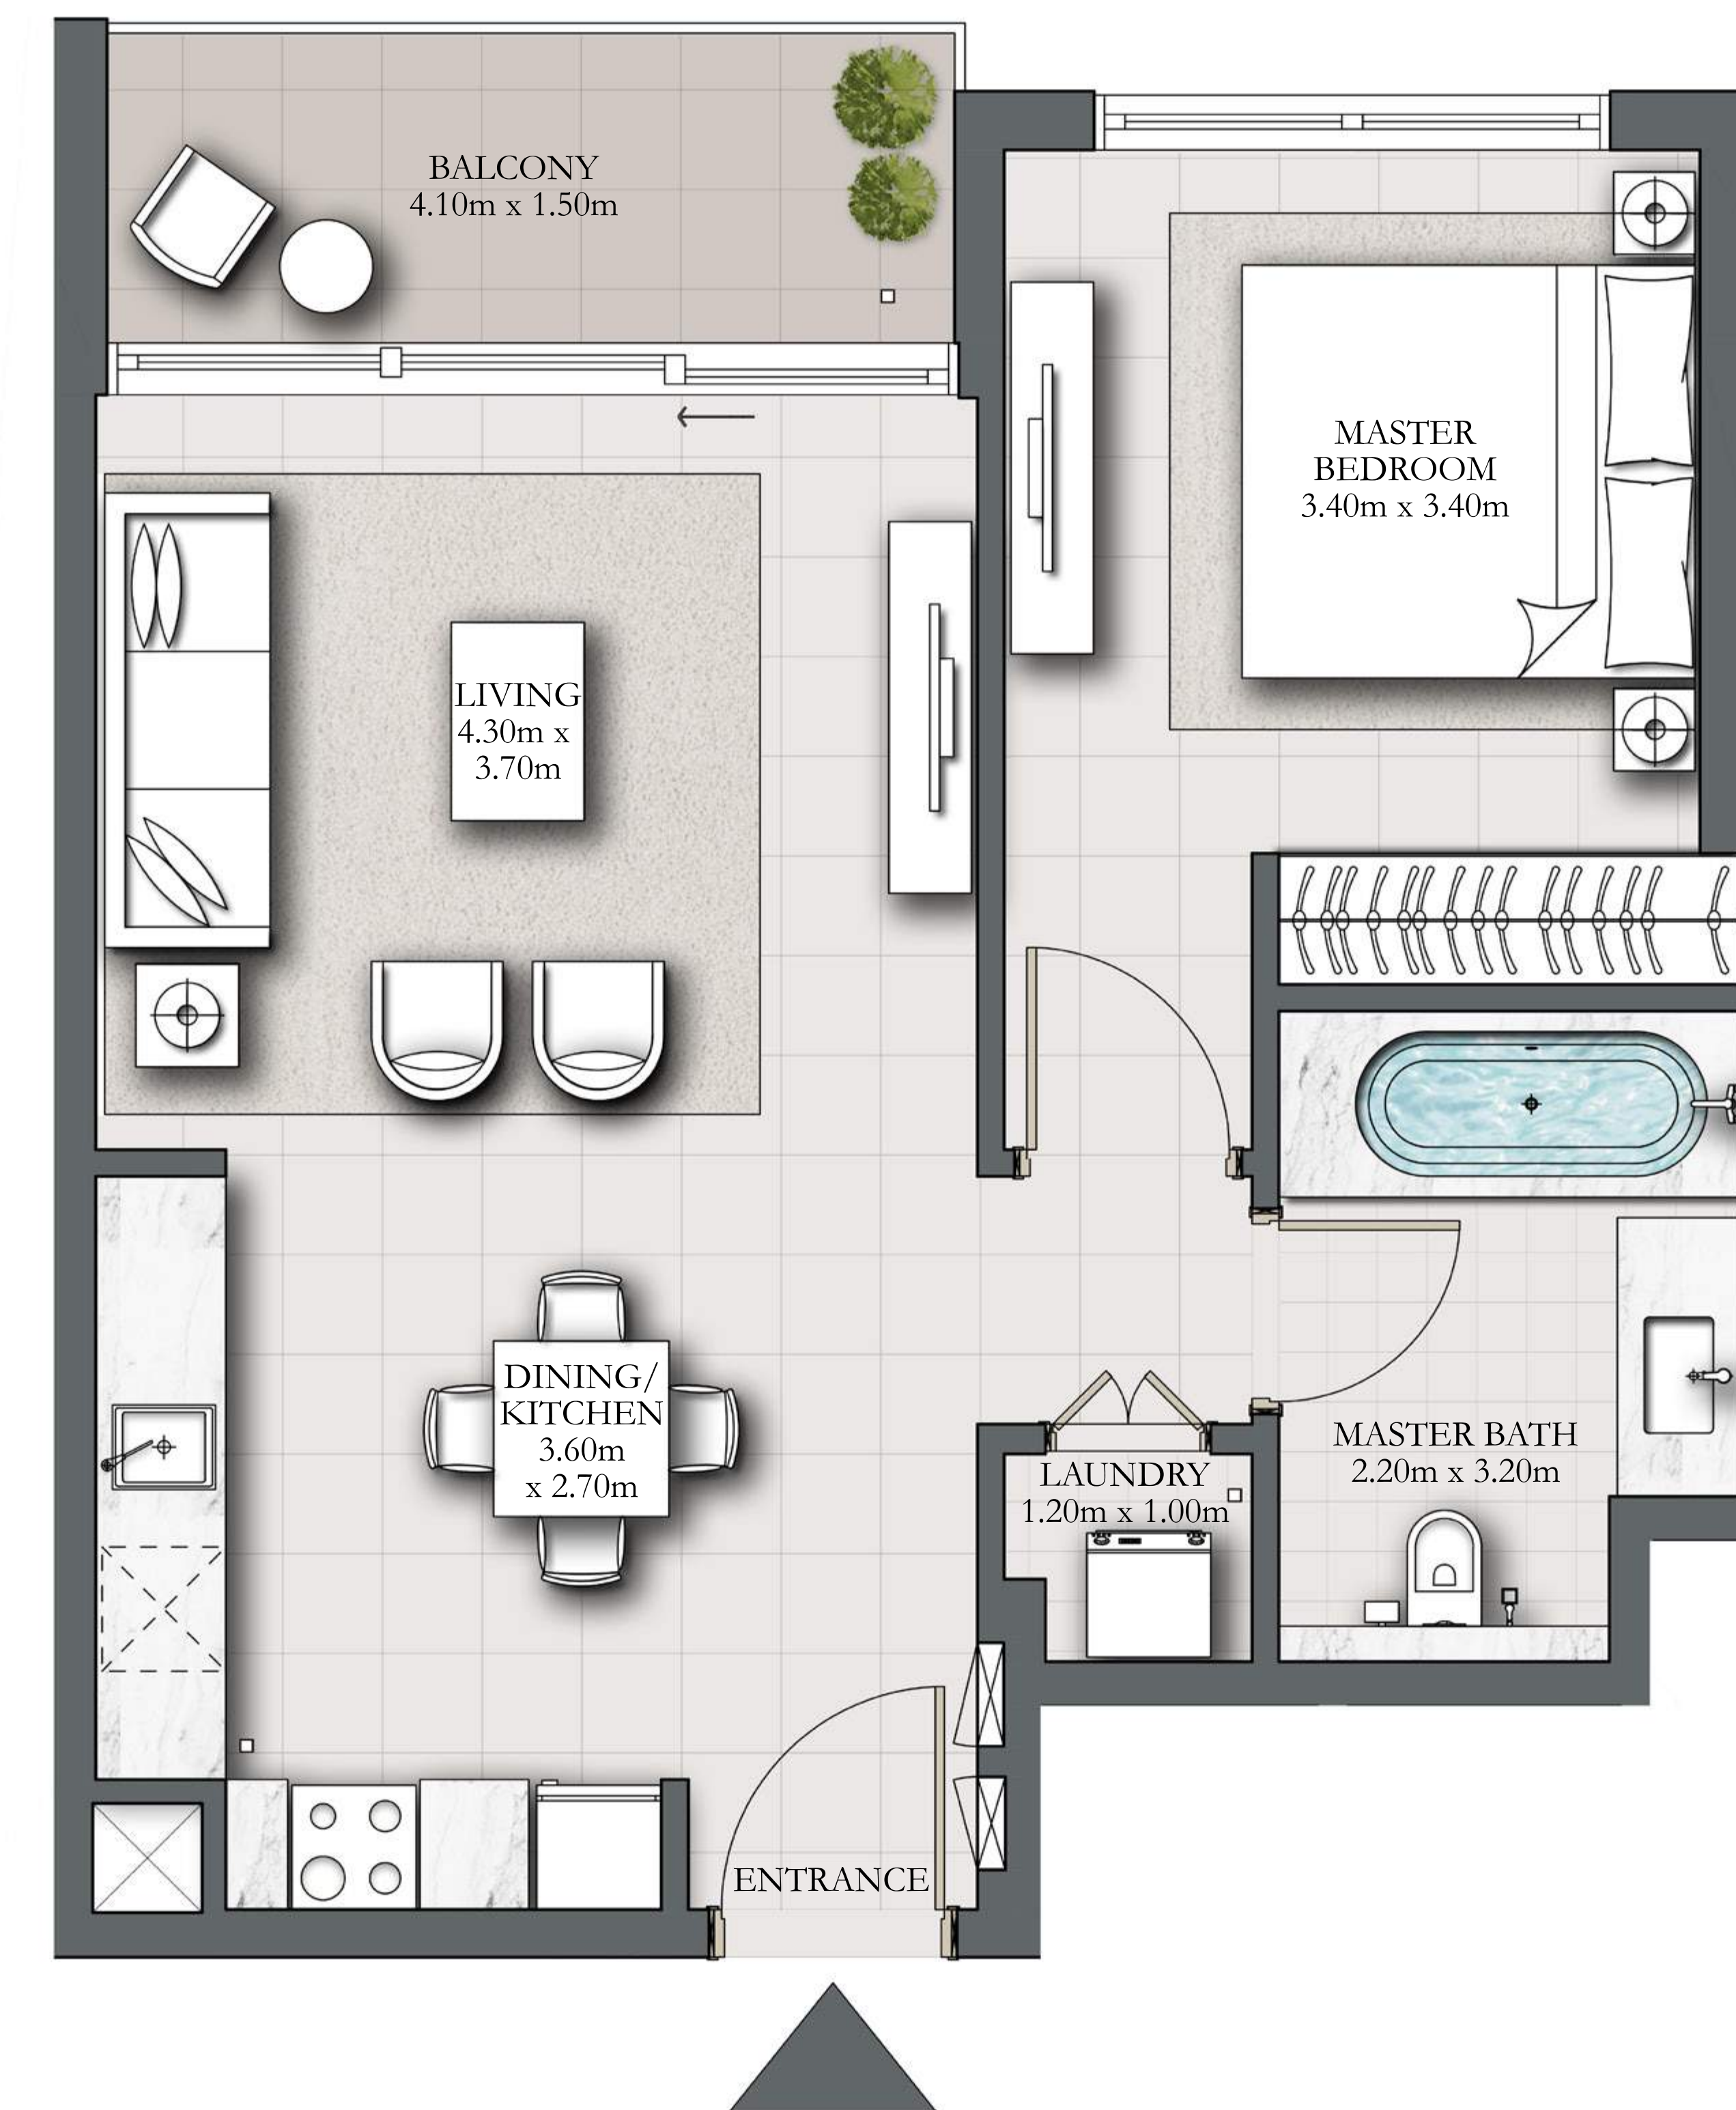 BALCONY
4.10m x 1.50m
MASTER
BEDROOM
3.40m x 3.40m
LIVING
4.30m x
3.70m
DINING/
KITCHEN
3.60m
x 2.70m
LAUNDRY
1.20m x 1.00m
MASTER BATH
2.20m x 3.20m
ENTRANCE